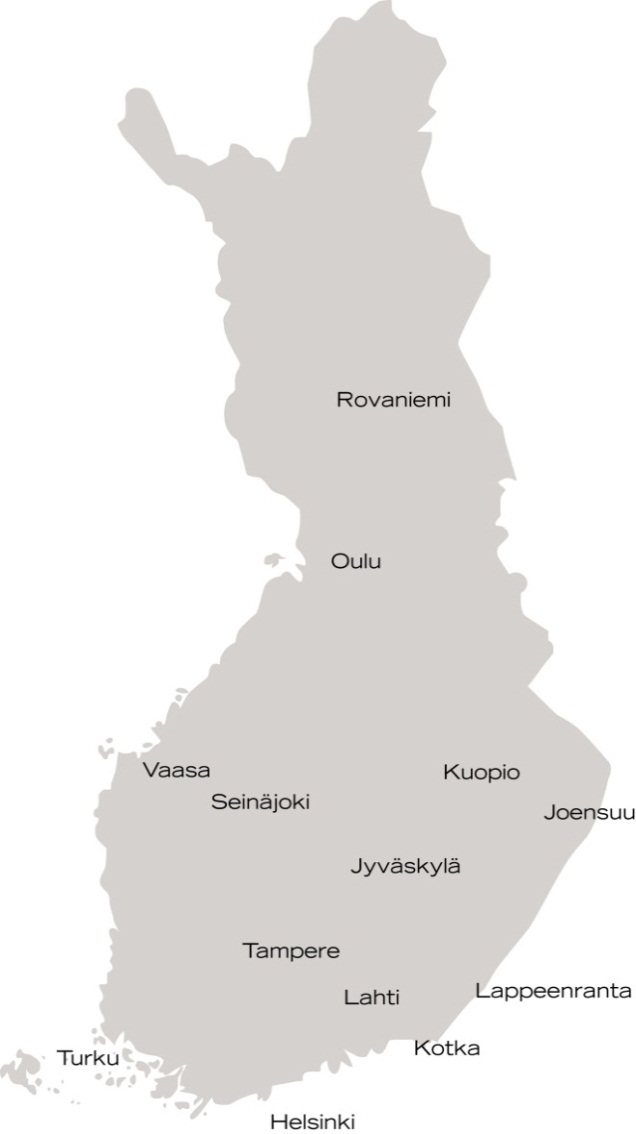 Rovaniemi
Oulu
Vaasa
Kuopio
Seinäjoki
Joensuu
Jyväskylä
Tampere
Lappeenranta
Lahti
Kotka
Turku
Helsinki